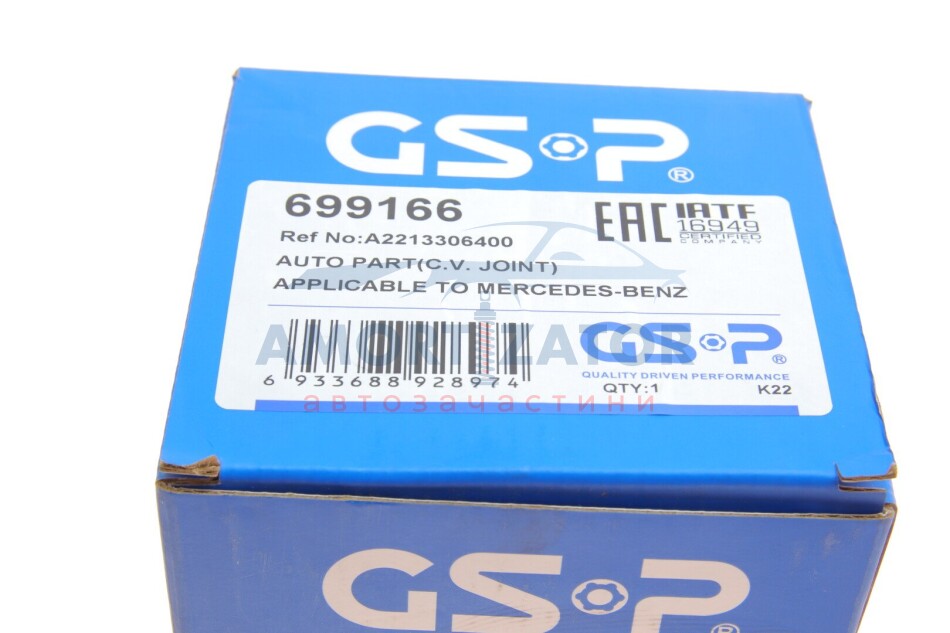 GSP®
699166
EAC
IATF
16949
CERTIFIED
COMPANY
Ref No:A2213306400
AUTO PART(C.V. JOINT)
APPLICABLE TO MERCEDES-BENZ
AMORTIZATOR
автозачастини
6 933688 928974
GSP®
QUALITY DRIVEN PERFORMANCE
QTY:1 K22
GSP®